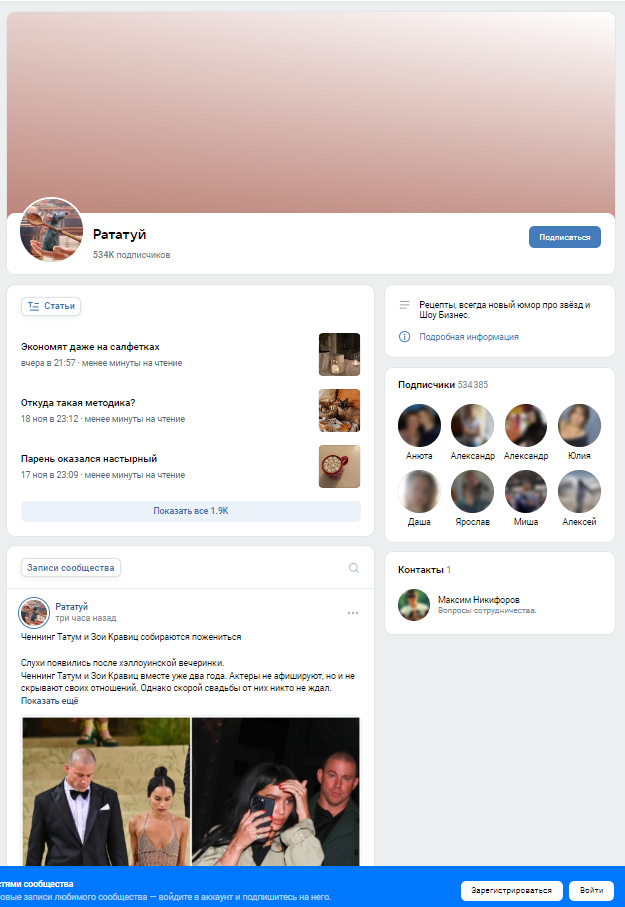 Рататуй
534K подписчиков
Подписаться
Статьи
Экономят даже на салфетках
вчера в 21:57 · менее минуты на чтение
Откуда такая методика?
18 ноя в 23:12 · менее минуты на чтение
Парень оказался настырный
17 ноя в 23:09 · менее минуты на чтение
Показать все 1.9K
Записи сообщества
Рататуй
три часа назад
Ченнинг Татум и Зои Кравиц собираются пожениться
Слухи появились после хэллоуинской вечеринки.
Ченнинг Татум и Зои Кравиц вместе уже два года. Актеры не афишируют, но и не
скрывают своих отношений. Однако скорой свадьбы от них никто не ждал.
Показать ещё
Рецепты, всегда новый юмор про звёзд и
Шоу Бизнес.
Подробная информация
Подписчики 534385
Анюта Александр Александр Юлия
Даша Ярослав Миша Алексей
Контакты 1
Максим Никифоров
Вопросы сотрудничества.
стями сообщества
овые записи любимого сообщества — войдите в аккаунт и подпишитесь на него.
Зарегистрироваться Войти